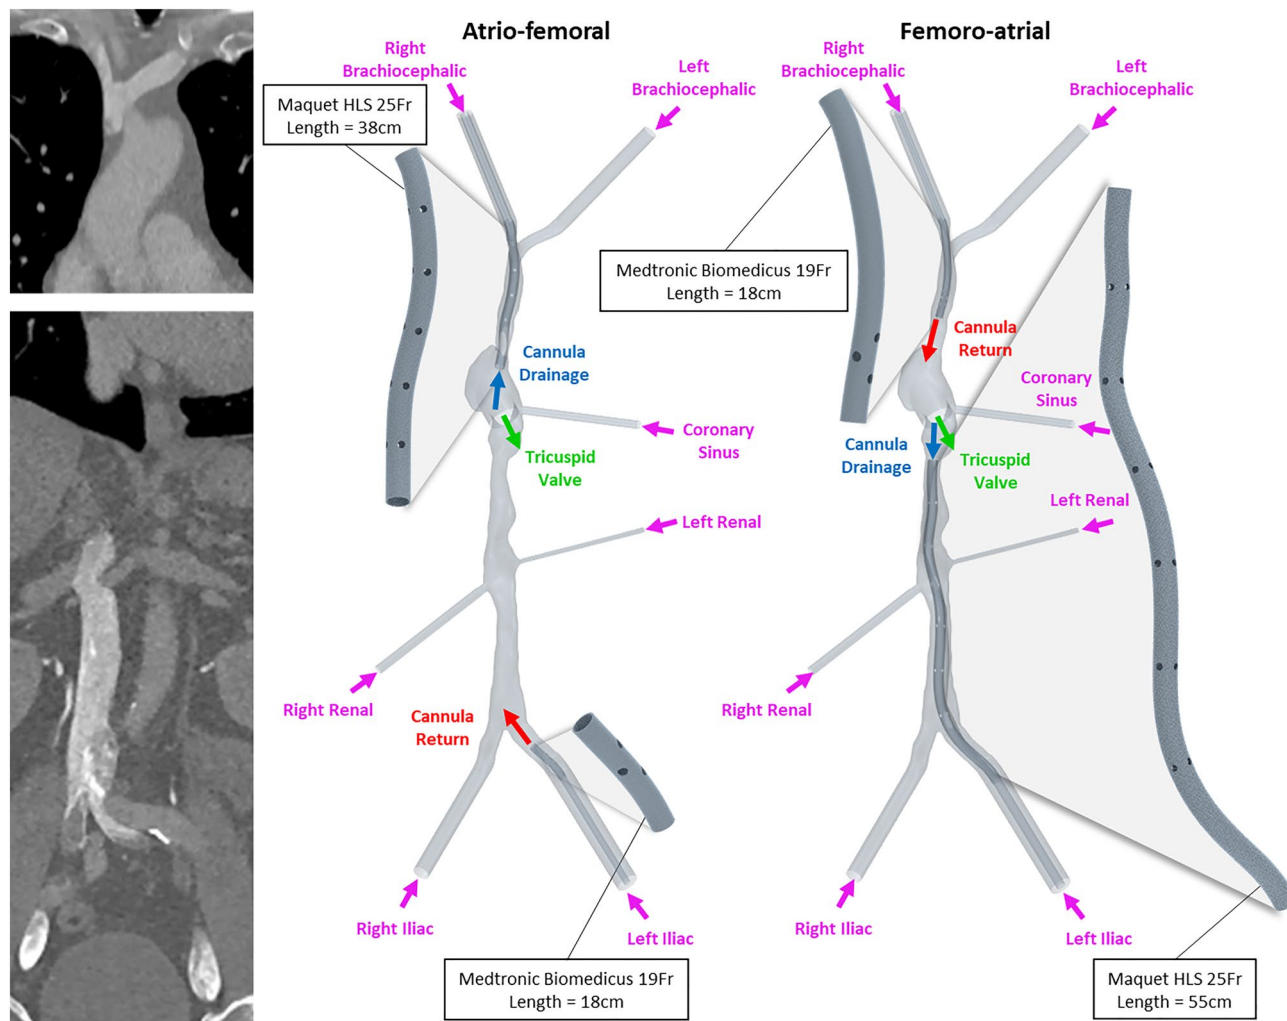 Atrio-femoral
Right
Brachiocephalic
Left
Brachiocephalic
Maquet HLS 25Fr
Length = 38cm
Cannula
Drainage
Coronary
Sinus
Tricuspid
Valve
Left Renal
Right Renal
Cannula
Return
Right Iliac
Left Iliac
Medtronic Biomedicus 19Fr
Length = 18cm
Femoro-atrial
Right
Brachiocephalic
Left
Brachiocephalic
Medtronic Biomedicus 19Fr
Length = 18cm
Cannula
Return
Coronary
Sinus
Cannula
Drainage
Tricuspid
Valve
Left Renal
Right Renal
Right Iliac
Left Iliac
Maquet HLS 25Fr
Length = 55cm